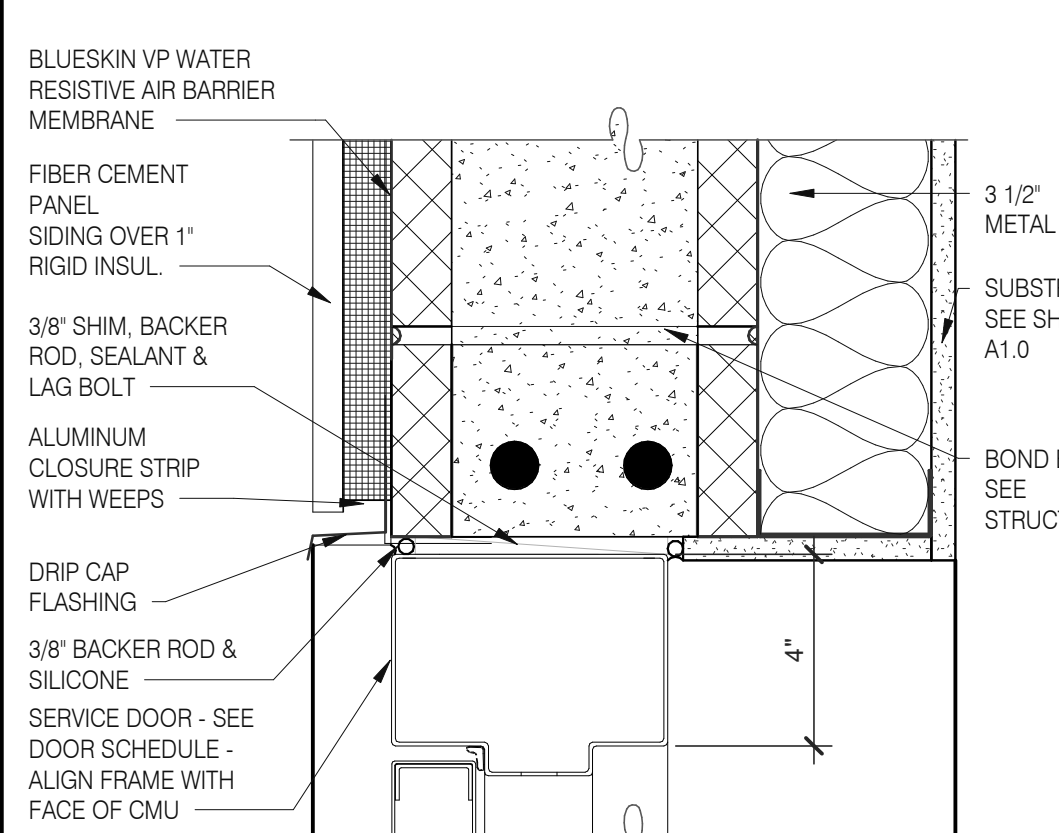 BLUESKIN VP WATER
RESISTIVE AIR BARRIER
MEMBRANE
FIBER CEMENT
PANEL
SIDING OVER 1"
RIGID INSUL.
3/8" SHIM, BACKER
ROD, SEALANT &
LAG BOLT
ALUMINUM
CLOSURE STRIP
WITH WEEPS
DRIP CAP
FLASHING
3/8" BACKER ROD &
SILICONE
SERVICE DOOR - SEE
DOOR SCHEDULE -
ALIGN FRAME WITH
FACE OF CMU
3 1/2"
METAL
SEE SH
A1.0
BOND
SEE
4"